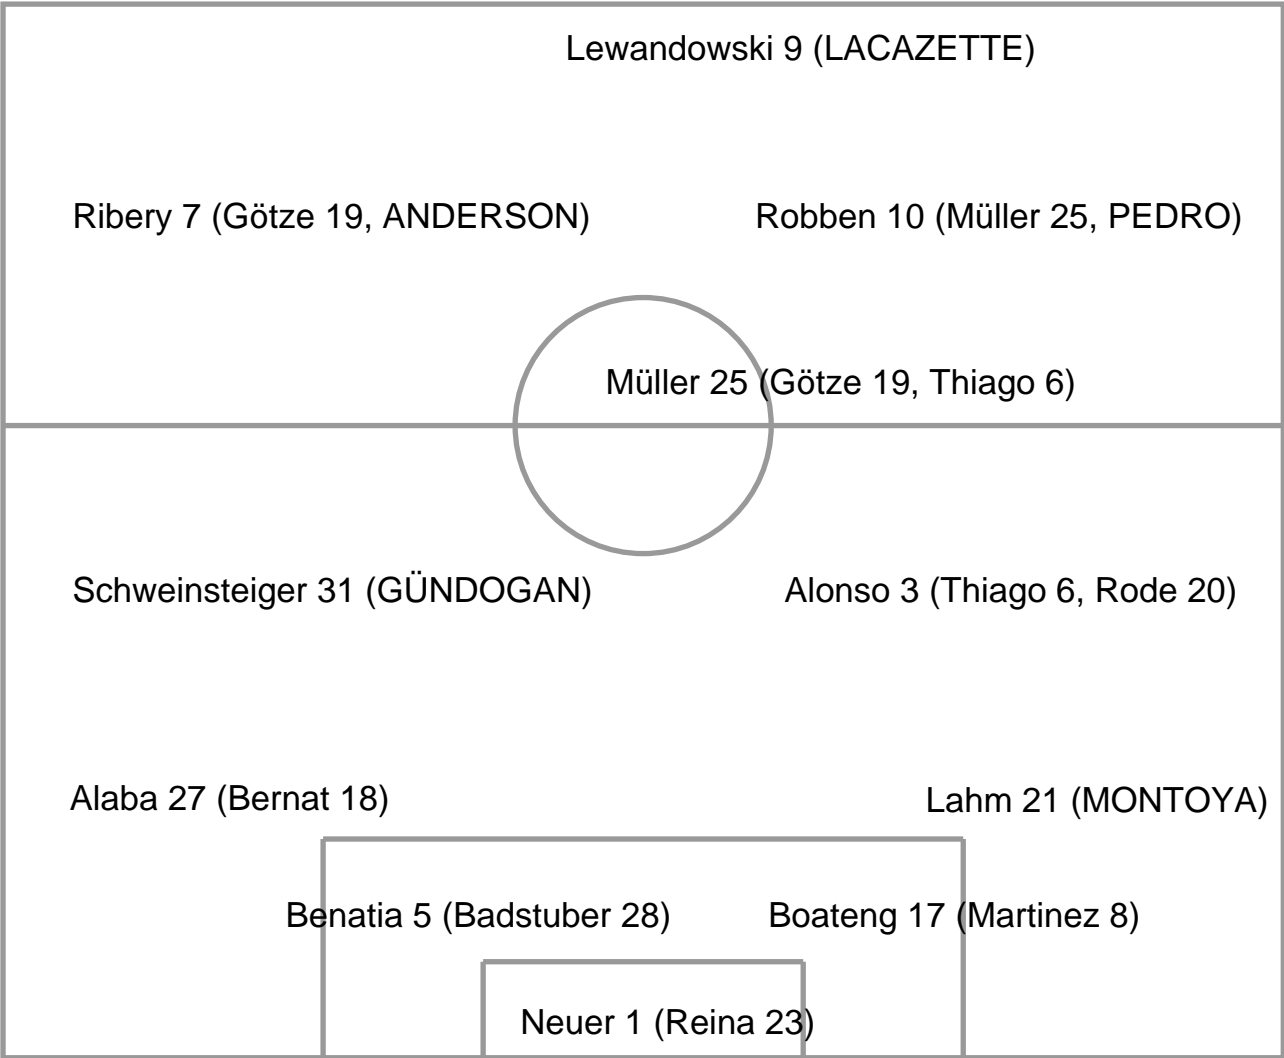 Lewandowski 9 (LACAZETTE)
Ribery 7 (Götze 19, ANDERSON)
Robben 10 (Müller 25, PEDRO)
Müller 25 (Götze 19, Thiago 6)
Schweinsteiger 31 (GÜNDOGAN)
Alonso 3 (Thiago 6, Rode 20)
Alaba 27 (Bernat 18)
Lahm 21 (MONTOYA)
Benatia 5 (Badstuber 28)
Boateng 17 (Martinez 8)
Neuer 1 (Reina 23)